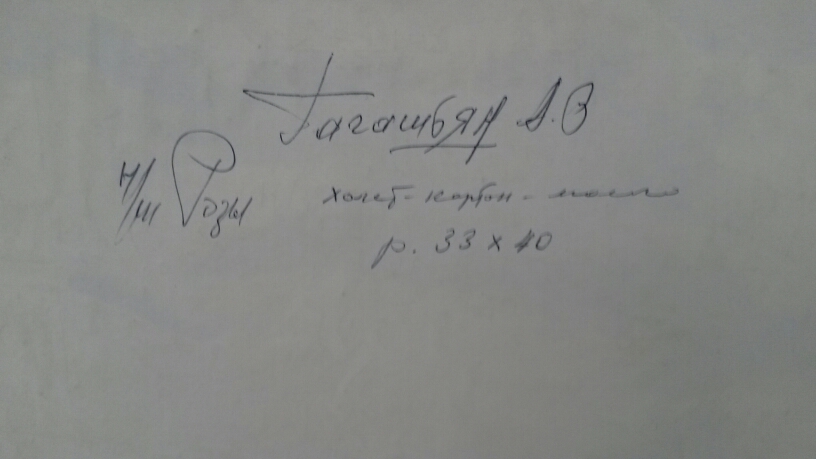 Гагашьян А.В
н/ш Розы
холст-картон-масло
р. 33 х 40